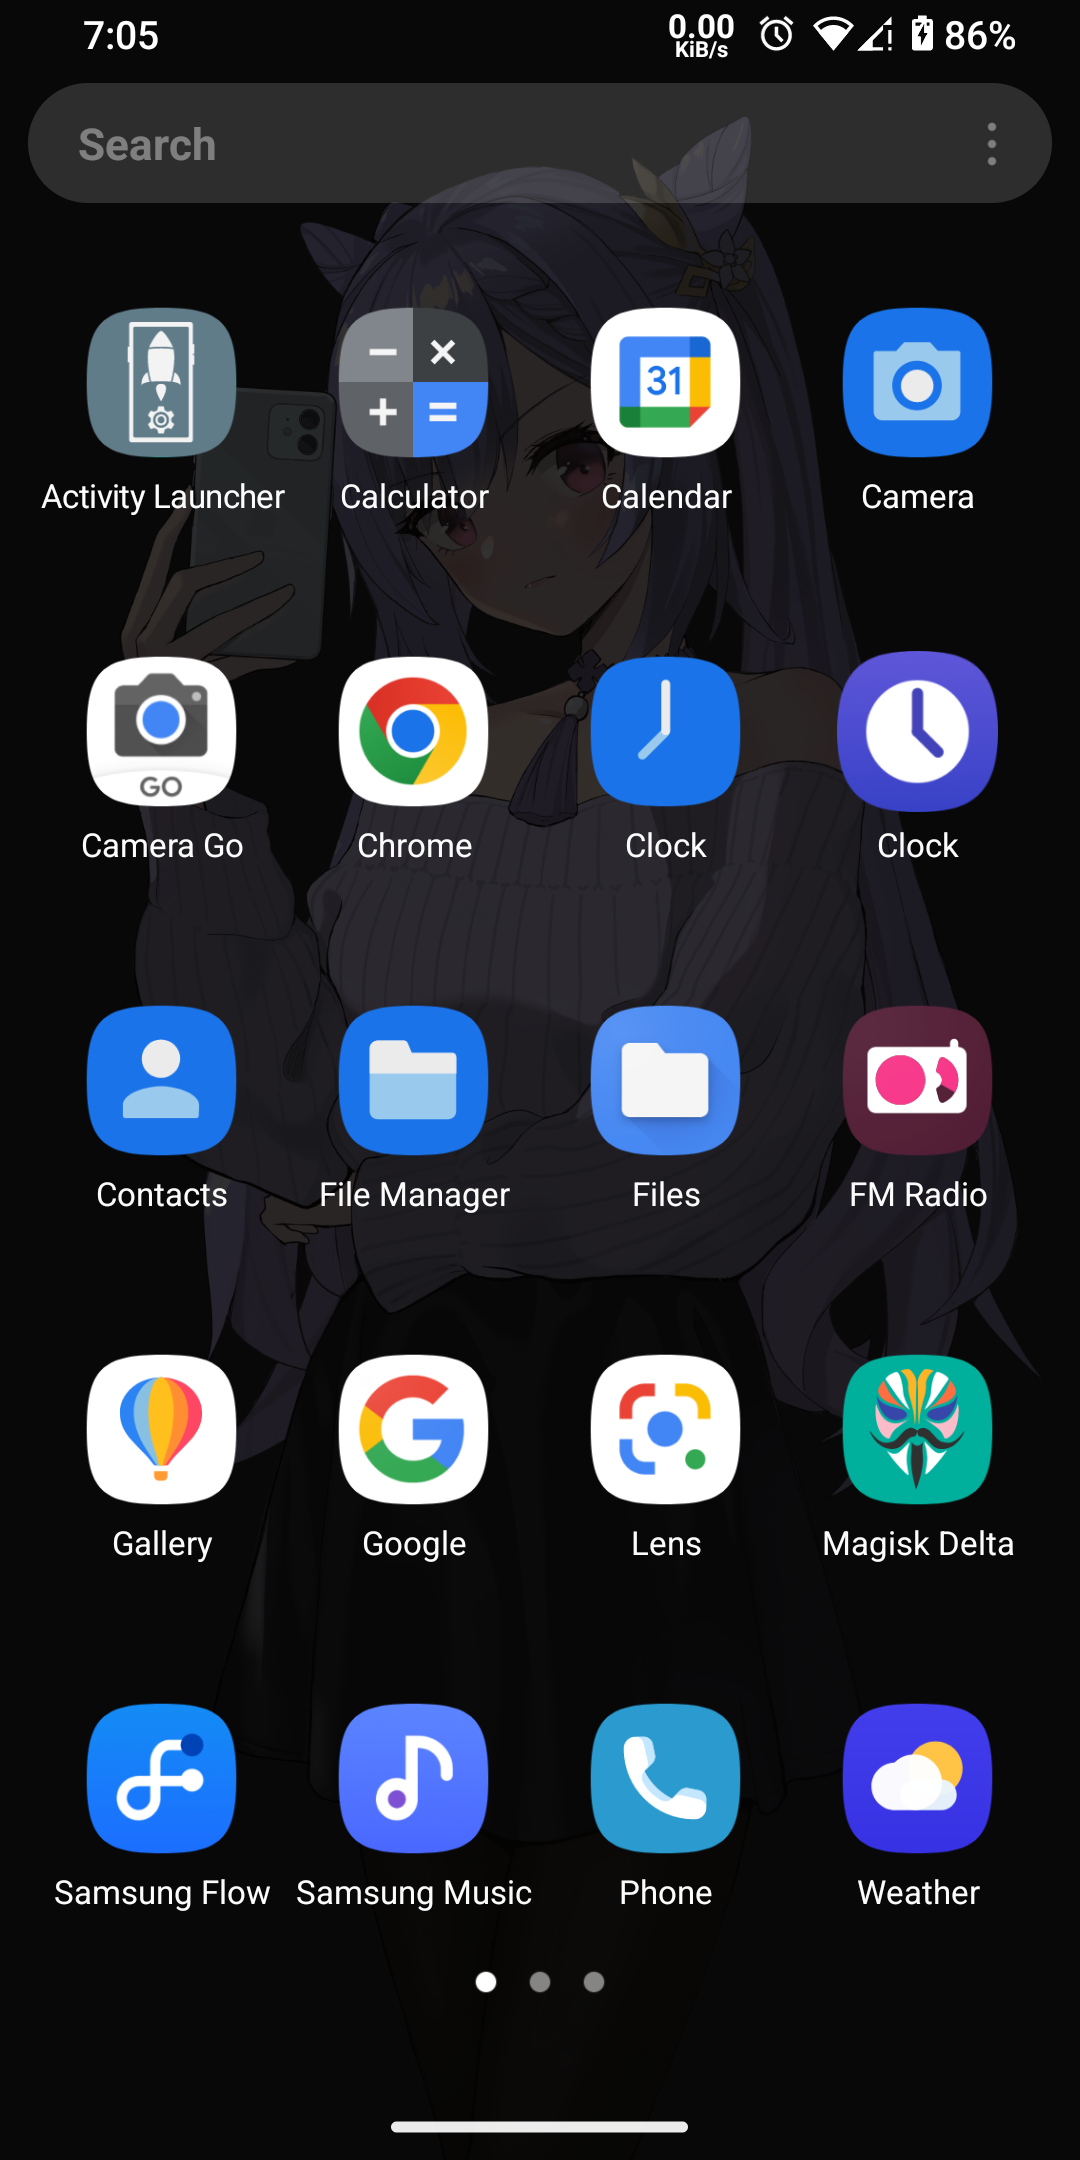 7:05 0.00 KiB/s 86%
Search
Activity Launcher Calculator 31 Calendar Camera
GO
Camera Go Chrome Clock Clock
Contacts File Manager Files FM Radio
Gallery Google Lens Magisk Delta
Samsung Flow Samsung Music Phone Weather